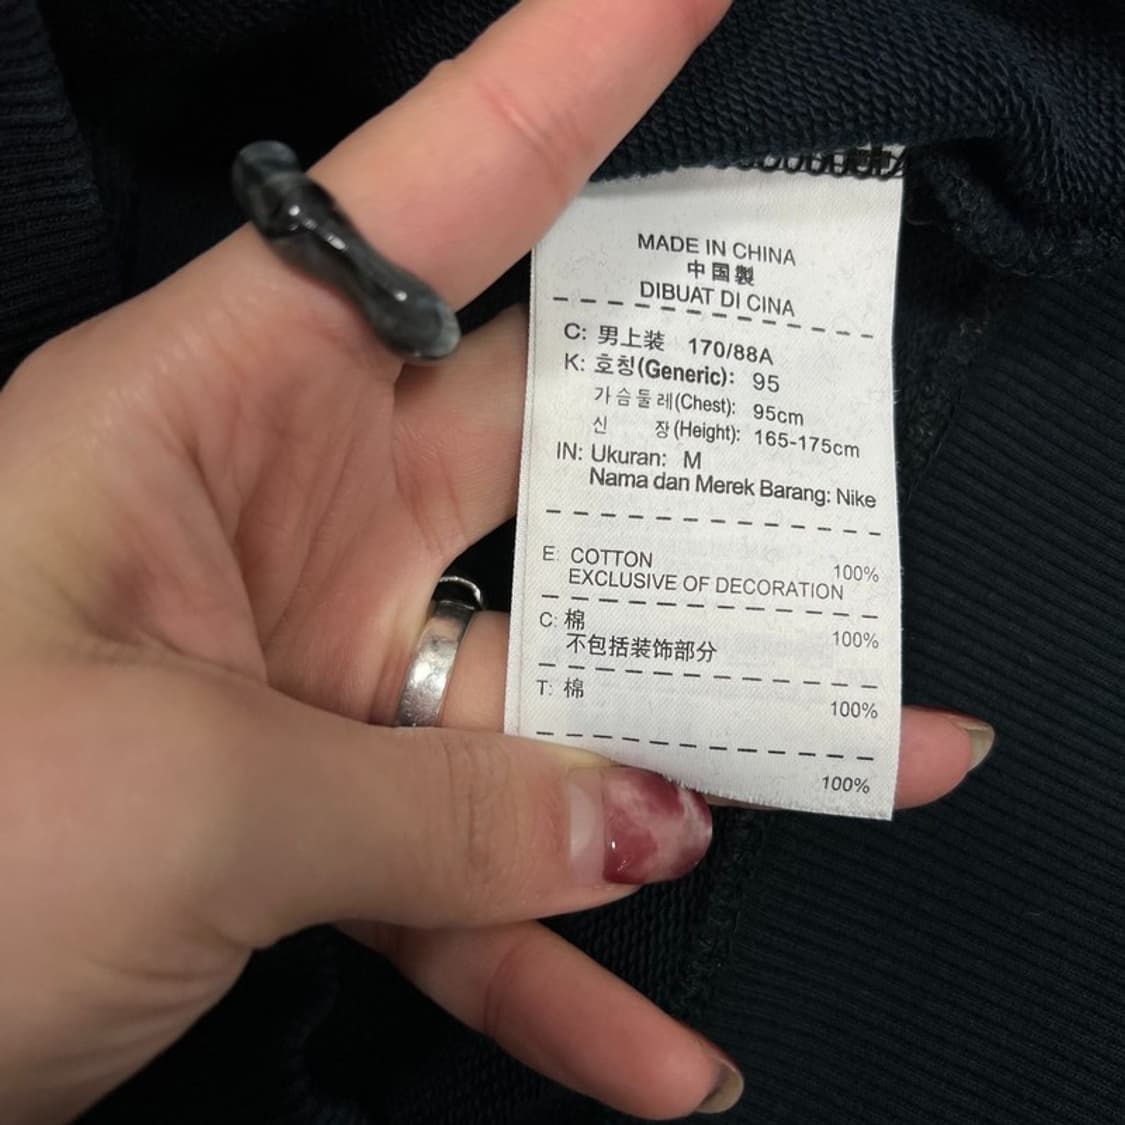 MADE IN CHINA
中国製
DIBUAT DI CINA
C: 男上装 170/88A
K: 호칭(Generic): 95
가슴둘레(Chest): 95cm
신 장(Height): 165-175cm
IN: Ukuran: M
Nama dan Merek Barang: Nike
E: COTTON 100%
EXCLUSIVE OF DECORATION
C: 棉 100%
不包括装饰部分
T: 棉 100%
100%